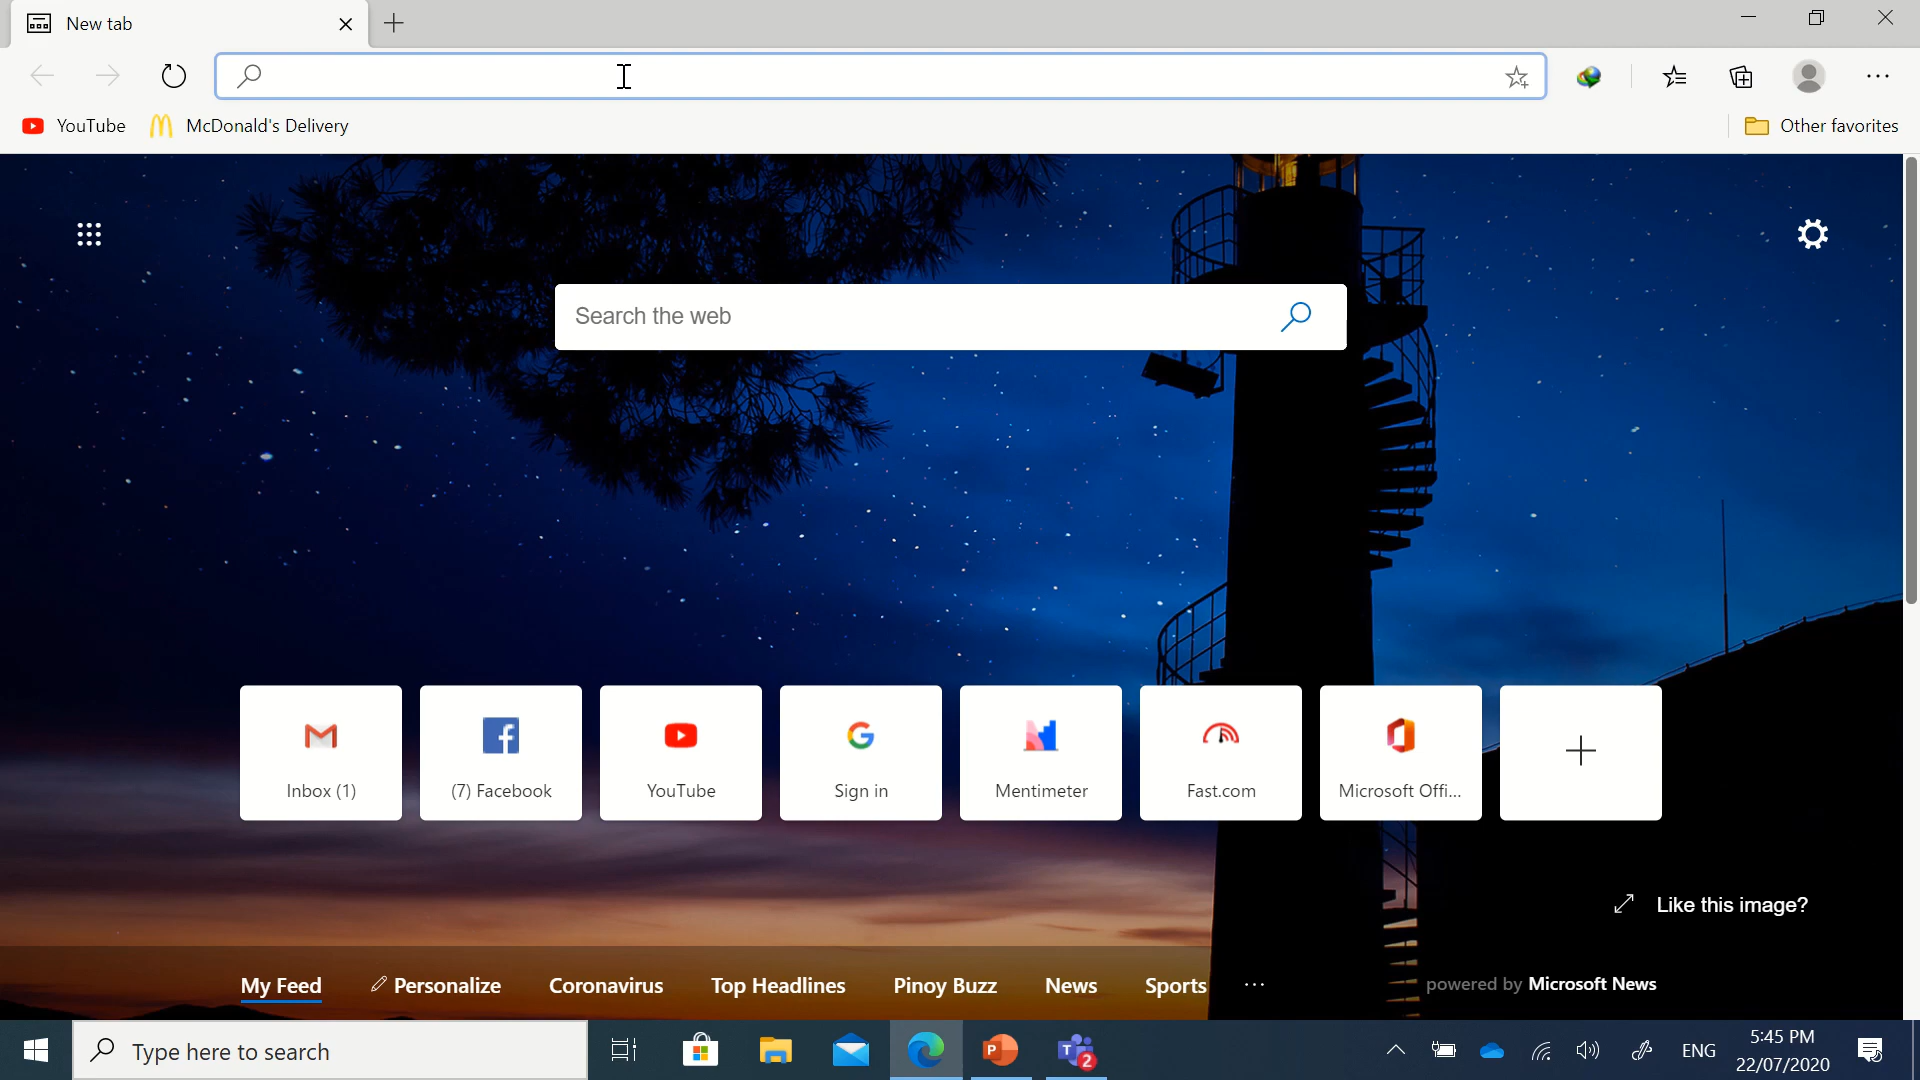 New tab
YouTube McDonald's Delivery Other favorites
Search the web
Inbox (1) (7) Facebook YouTube Sign in Mentimeter Fast.com Microsoft Offi...
Like this image?
My Feed Personalize Coronavirus Top Headlines Pinoy Buzz News Sports ... powered by Microsoft News
Type here to search P T 2 ENG 5:45 PM
22/07/2020